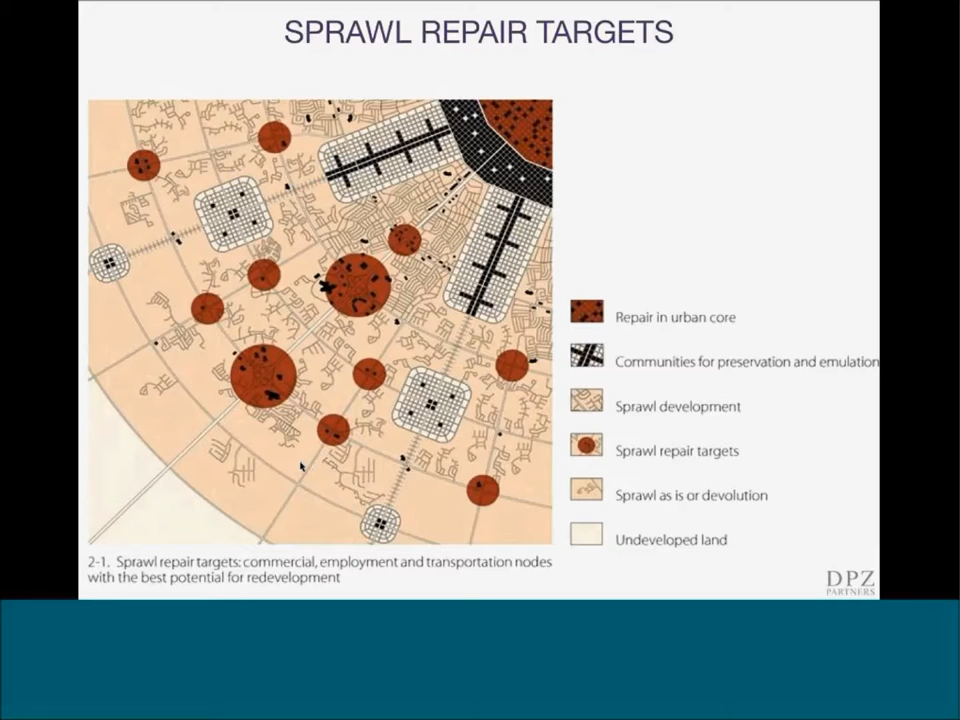 SPRAWL REPAIR TARGETS
Repair in urban core
Communities for preservation and emulation
Sprawl development
Sprawl repair targets
Sprawl as is or devolution
Undeveloped land
2-1. Sprawl repair targets: commercial, employment and transportation nodes
with the best potential for redevelopment
DPZ
PARTNERS